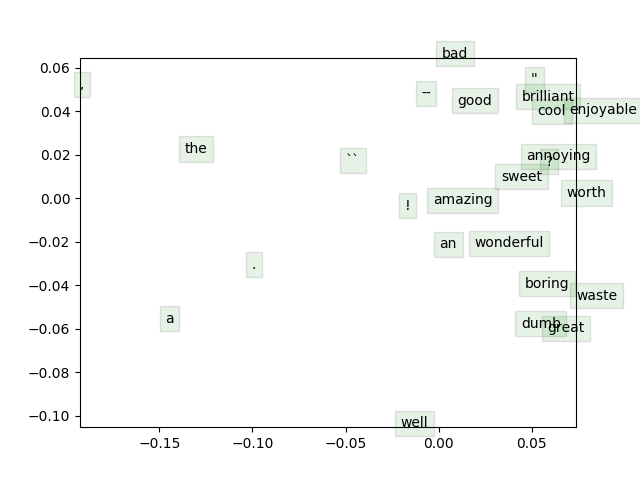 bad
0.06
"
,
brilliant
--
good
0.04
cool
enjoyable
the
0.02
``
annoying
?
sweet
worth
0.00
amazing
!
−0.02
an
wonderful
.
−0.04
boring
waste
a
−0.06
dumb
great
−0.08
−0.10
well
−0.15
−0.10
−0.05
0.00
0.05